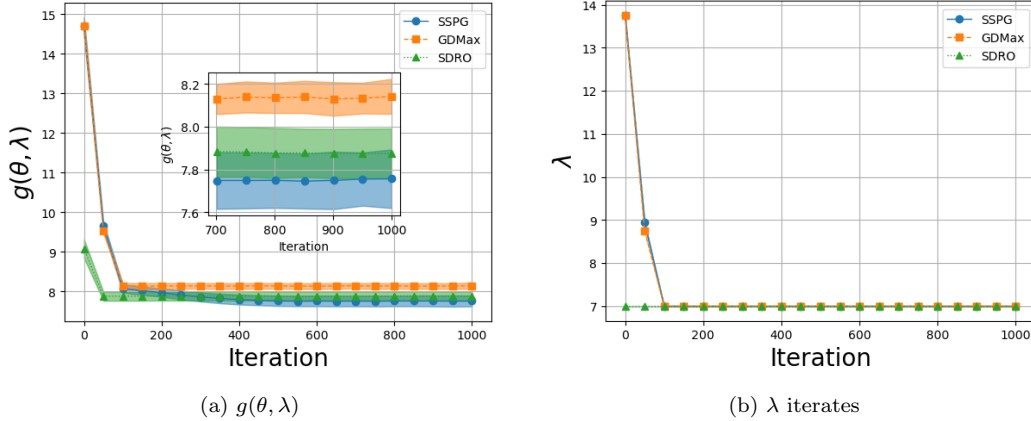 15
14
13
12
11
10
9
8
g(θ, λ)
0
200
400
600
800
1000
Iteration
SSPG
GDMax
SDRO
8.2
8.0
7.8
7.6
g(θ,λ)
700
800
900
1000
Iteration
(a) g(θ, λ)
14
13
12
11
10
9
8
7
λ
0
200
400
600
800
1000
Iteration
SSPG
GDMax
SDRO
(b) λ iterates